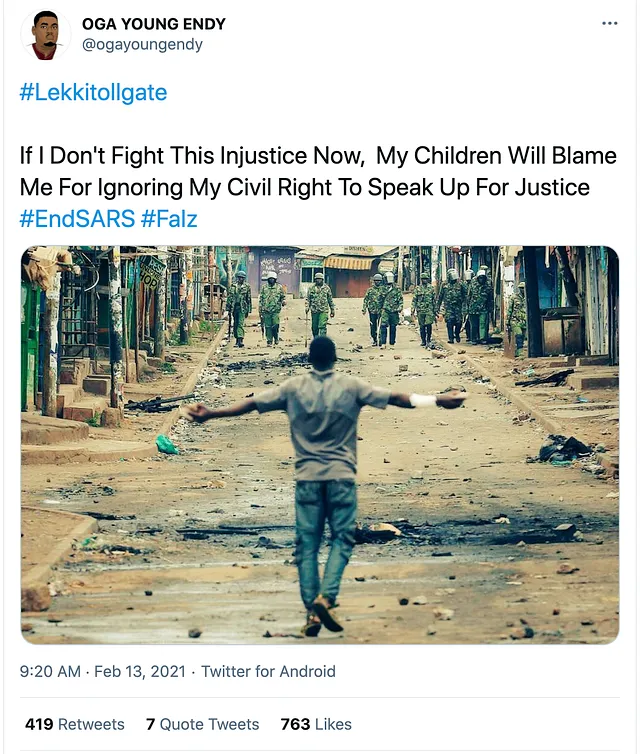 OGA YOUNG ENDY
@ogayoungendy
#Lekkitollgate
If I Don't Fight This Injustice Now,  My Children Will Blame
Me For Ignoring My Civil Right To Speak Up For Justice
#EndSARS #Falz
9:20 AM · Feb 13, 2021 · Twitter for Android
419 Retweets 7 Quote Tweets 763 Likes